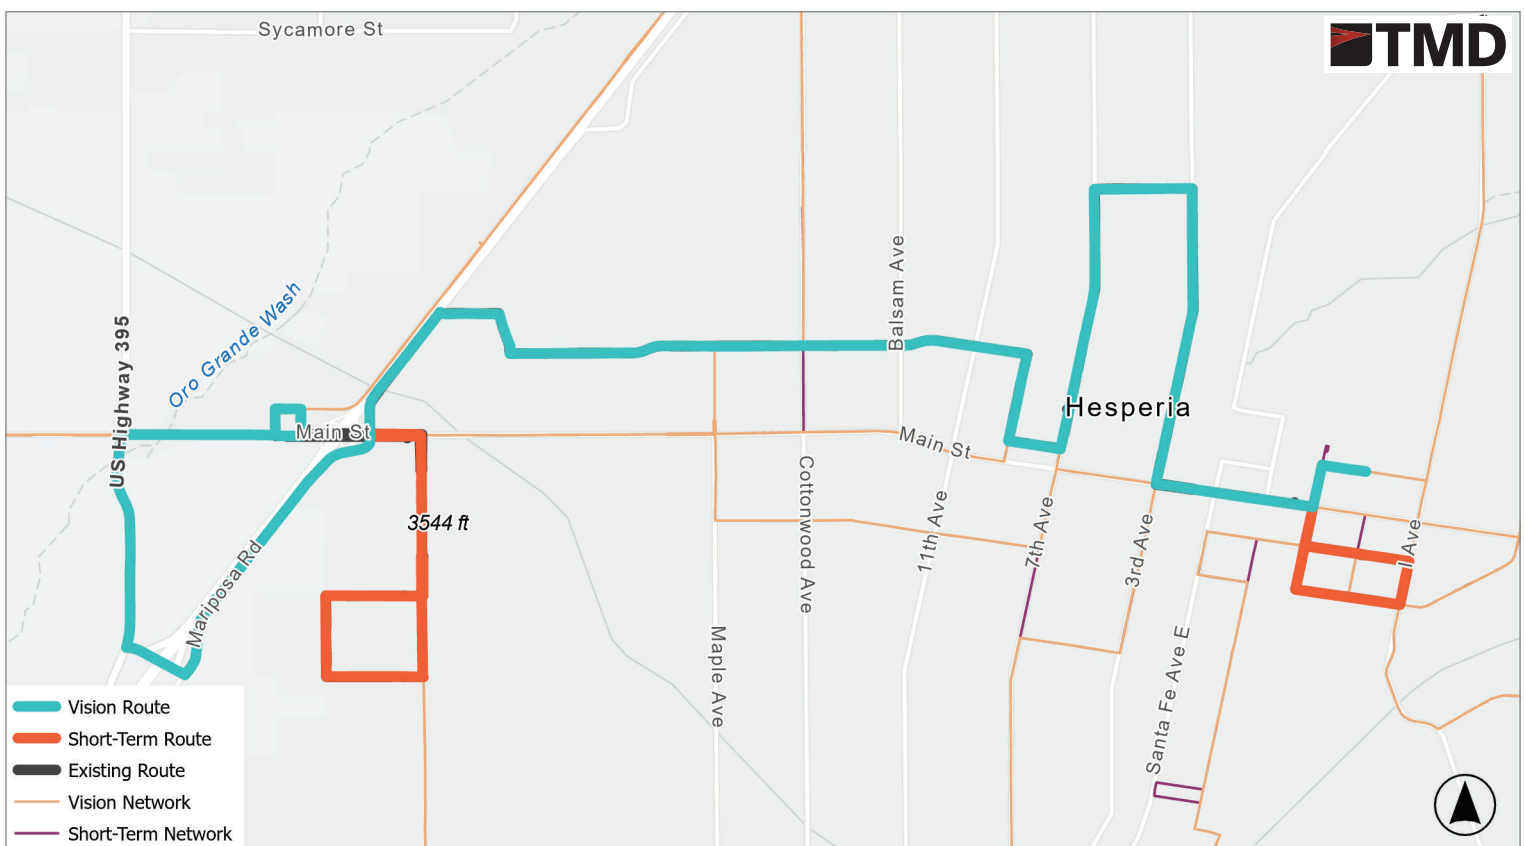 Sycamore St
TMD
Balsam Ave
Oro Grande Wash
US Highway 395
Hesperia
Main St
Main St
3544 ft
Cottonwood Ave
11th Ave
7th Ave
3rd Ave
I Ave
Mariposa Rd
Maple Ave
Santa Fe Ave E
Vision Route
Short-Term Route
Existing Route
Vision Network
Short-Term Network